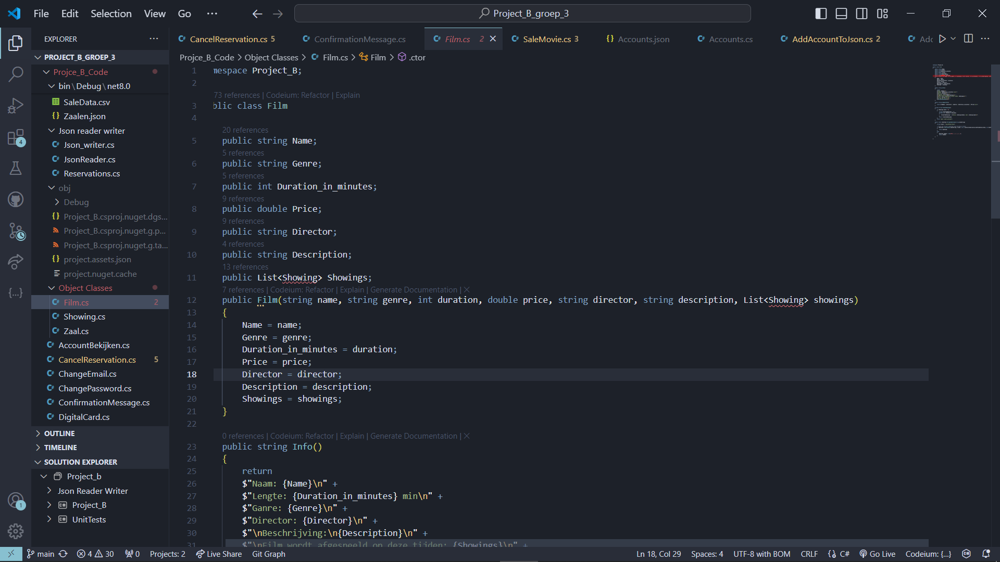 File Edit Selection View Go ··· Project_B_groep_3
EXPLORER ···
PROJECT_B_GROEP_3
Projce_B_Code
bin\Debug\net8.0
SaleData.csv
Zaalen.json
Json reader writer
Json_writer.cs
JsonReader.cs
Reservations.cs
obj
Debug
Project_B.csproj.nuget.dgs...
Project_B.csproj.nuget.g.p...
Project_B.csproj.nuget.g.ta...
project.assets.json
project.nuget.cache
Object Classes
Film.cs 2
Showing.cs
Zaal.cs
AccountBekijken.cs
CancelReservation.cs 5
ChangeEmail.cs
ChangePassword.cs
ConfirmationMessage.cs
DigitalCard.cs
OUTLINE
TIMELINE
SOLUTION EXPLORER
Project_b
Json Reader Writer
Project_B
UnitTests
4
1
CancelReservation.cs 5 ConfirmationMessage.cs Film.cs 2 SaleMovie.cs 3 Accounts.json Accounts.cs AddAccountToJson.cs 2 Adc
Projce_B_Code > Object Classes > Film.cs > Film > .ctor
1 mespace Project_B;
2
73 references | Codeium: Refactor | Explain
3 blic class Film
4
20 references
5 public string Name;
5 references
6 public string Genre;
5 references
7 public int Duration_in_minutes;
9 references
8 public double Price;
9 references
9 public string Director;
4 references
10 public string Description;
13 references
11 public List<Showing> Showings;
7 references | Codeium: Refactor | Explain | Generate Documentation | ×
12 public Film(string name, string genre, int duration, double price, string director, string description, List<Showing> showings)
13 {
14 Name = name;
15 Genre = genre;
16 Duration_in_minutes = duration;
17 Price = price;
18 Director = director;
19 Description = description;
20 Showings = showings;
21 }
22
0 references | Codeium: Refactor | Explain | Generate Documentation | ×
23 public string Info()
24 {
25 return
26 $"Naam: {Name}\n" +
27 $"Lengte: {Duration_in_minutes} min\n" +
28 $"Ganre: {Genre}\n" +
29 $"Director: {Director}\n" +
30 $"\nBeschrijving:\n{Description}\n" +
31 $"\nFilm wordt afgespeeld op deze tijden: {Showings}\n" +
main 4 30 0 Projects: 2 Live Share Git Graph Ln 18, Col 29 Spaces: 4 UTF-8 with BOM CRLF C# Go Live Codeium: {...}